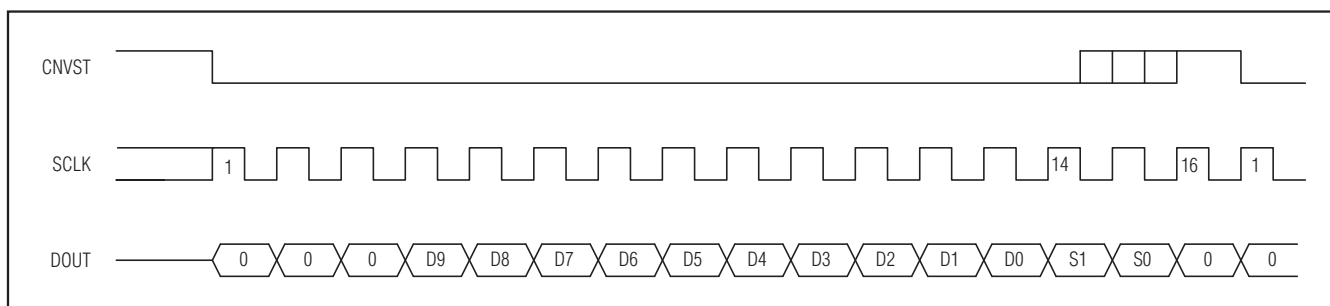 CNVST
SCLK 1 14 16 1
DOUT 0 0 0 D9 D8 D7 D6 D5 D4 D3 D2 D1 D0 S1 S0 0 0